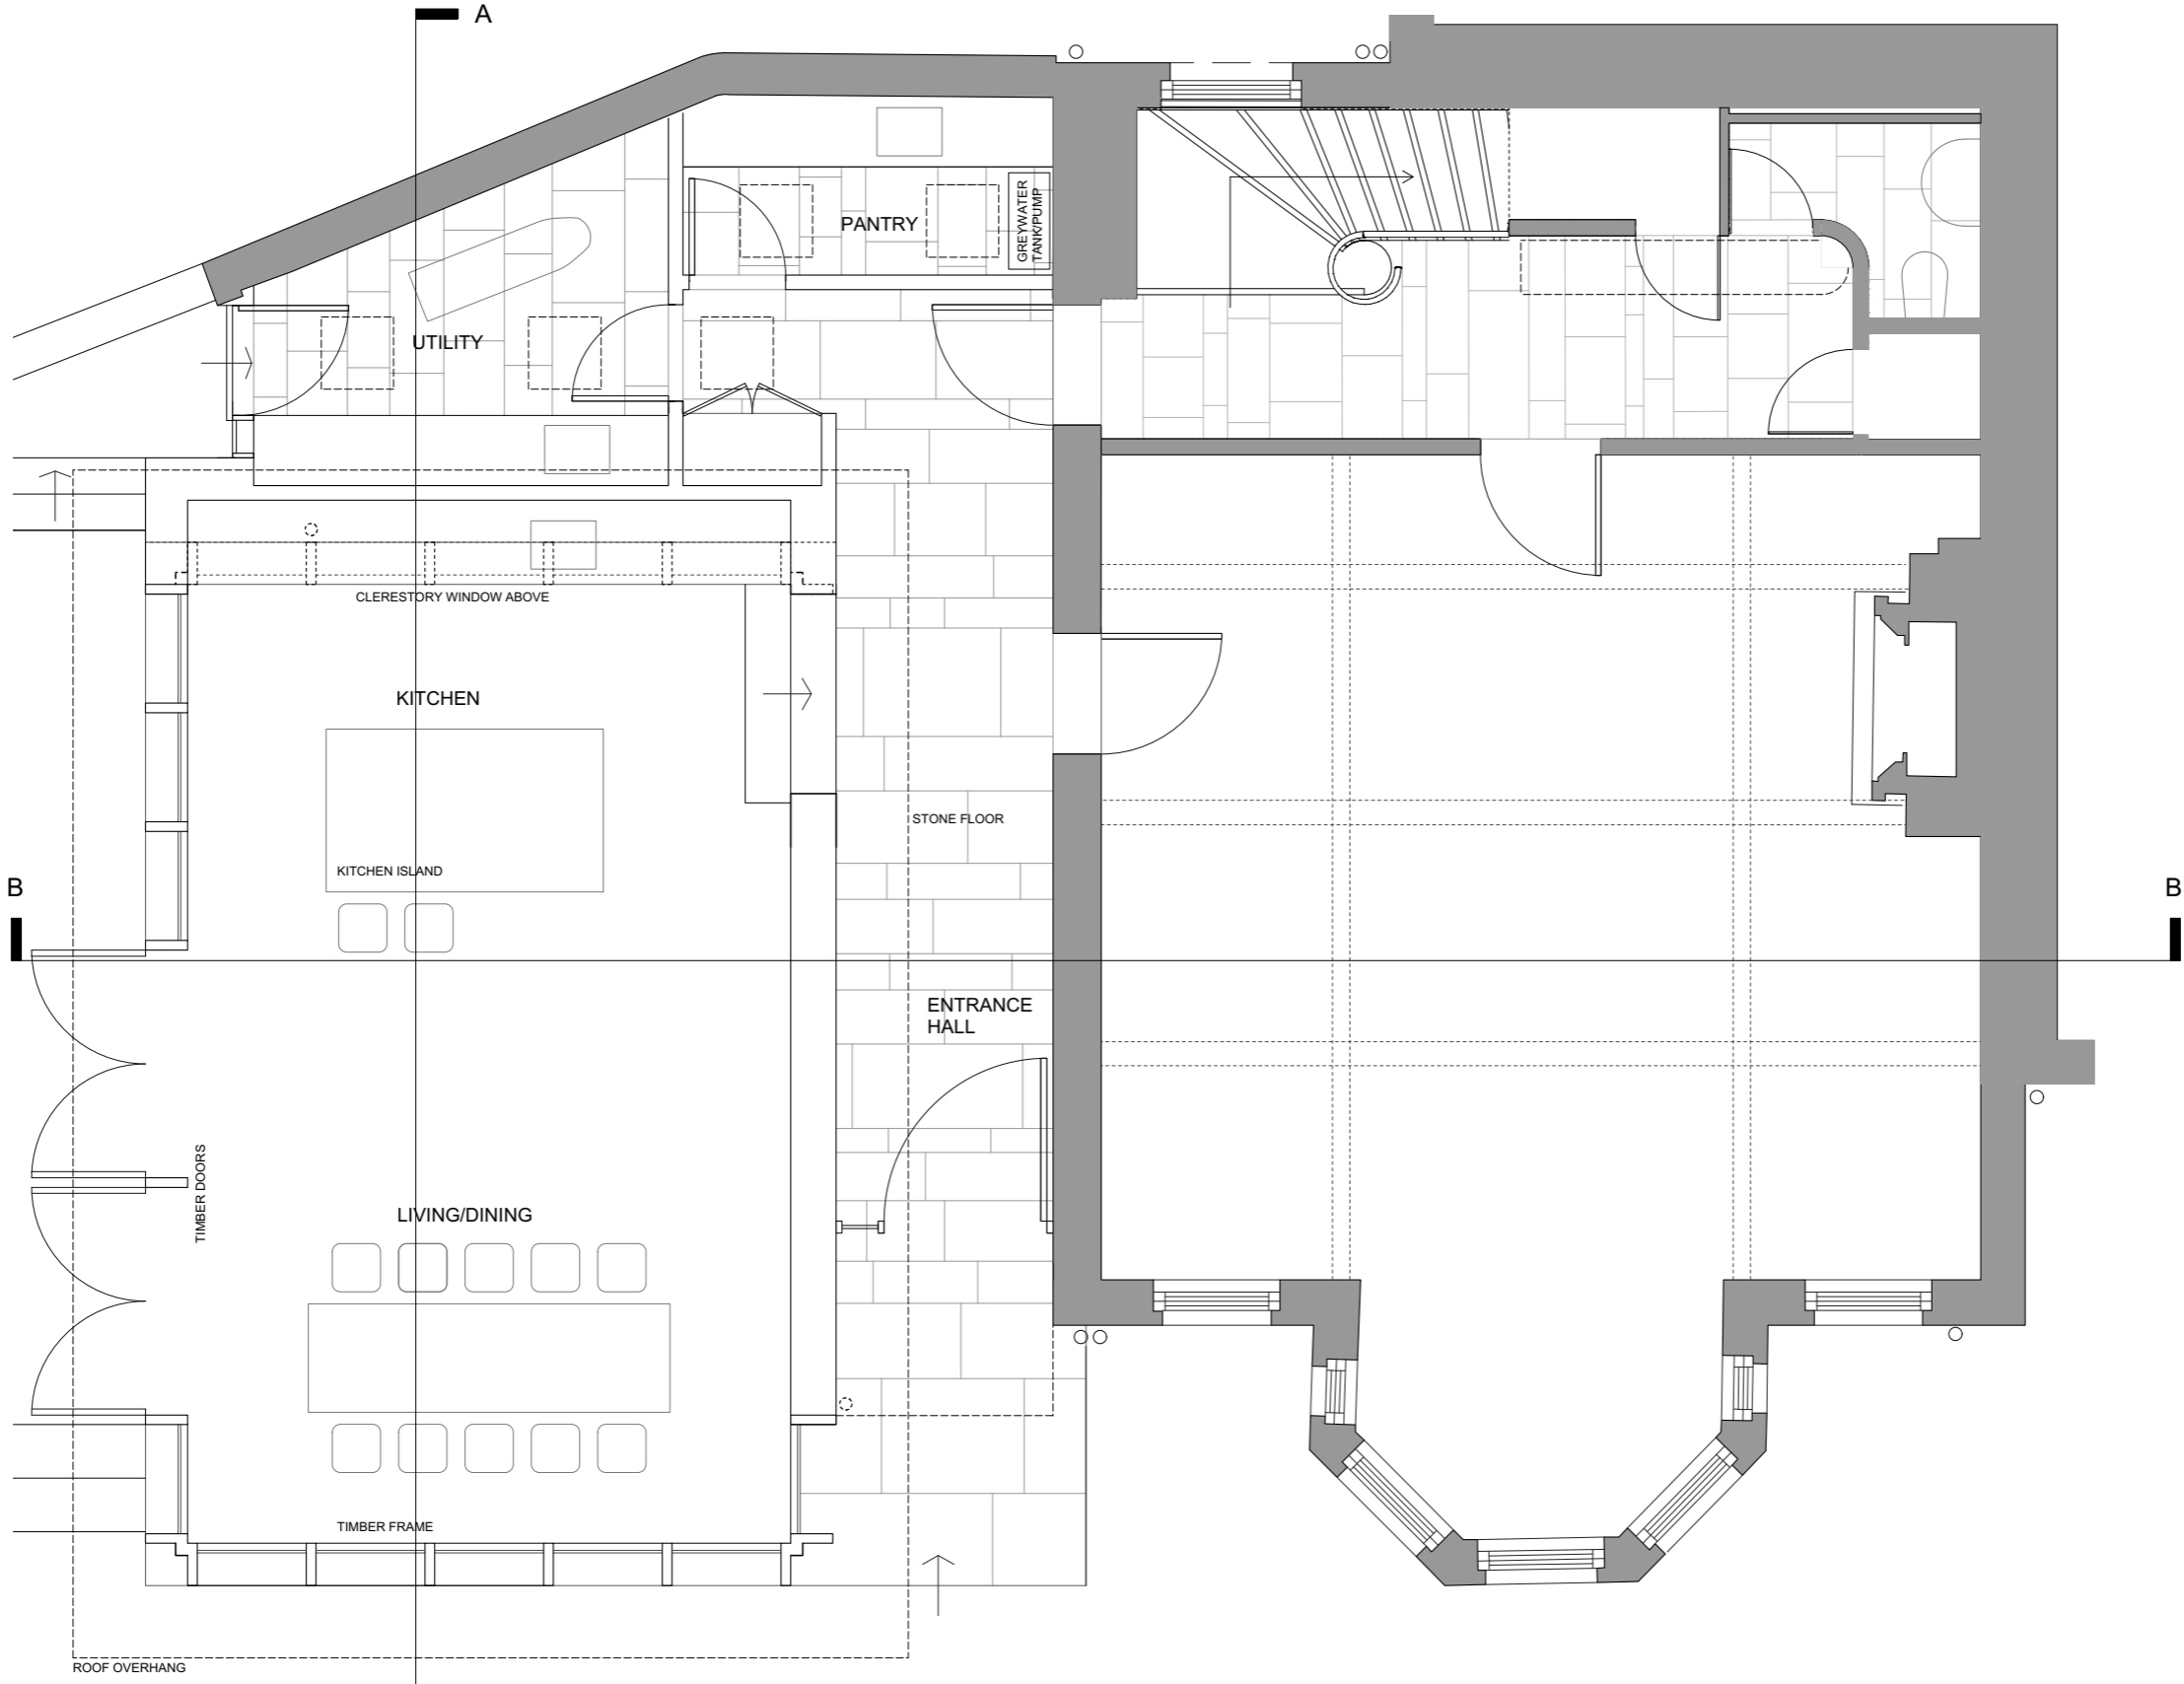 A
PANTRY
GREYWATER
TANK/PUMP
UTILITY
CLERESTORY WINDOW ABOVE
KITCHEN
STONE FLOOR
KITCHEN ISLAND
B
B
ENTRANCE
HALL
TIMBER DOORS
LIVING/DINING
TIMBER FRAME
ROOF OVERHANG